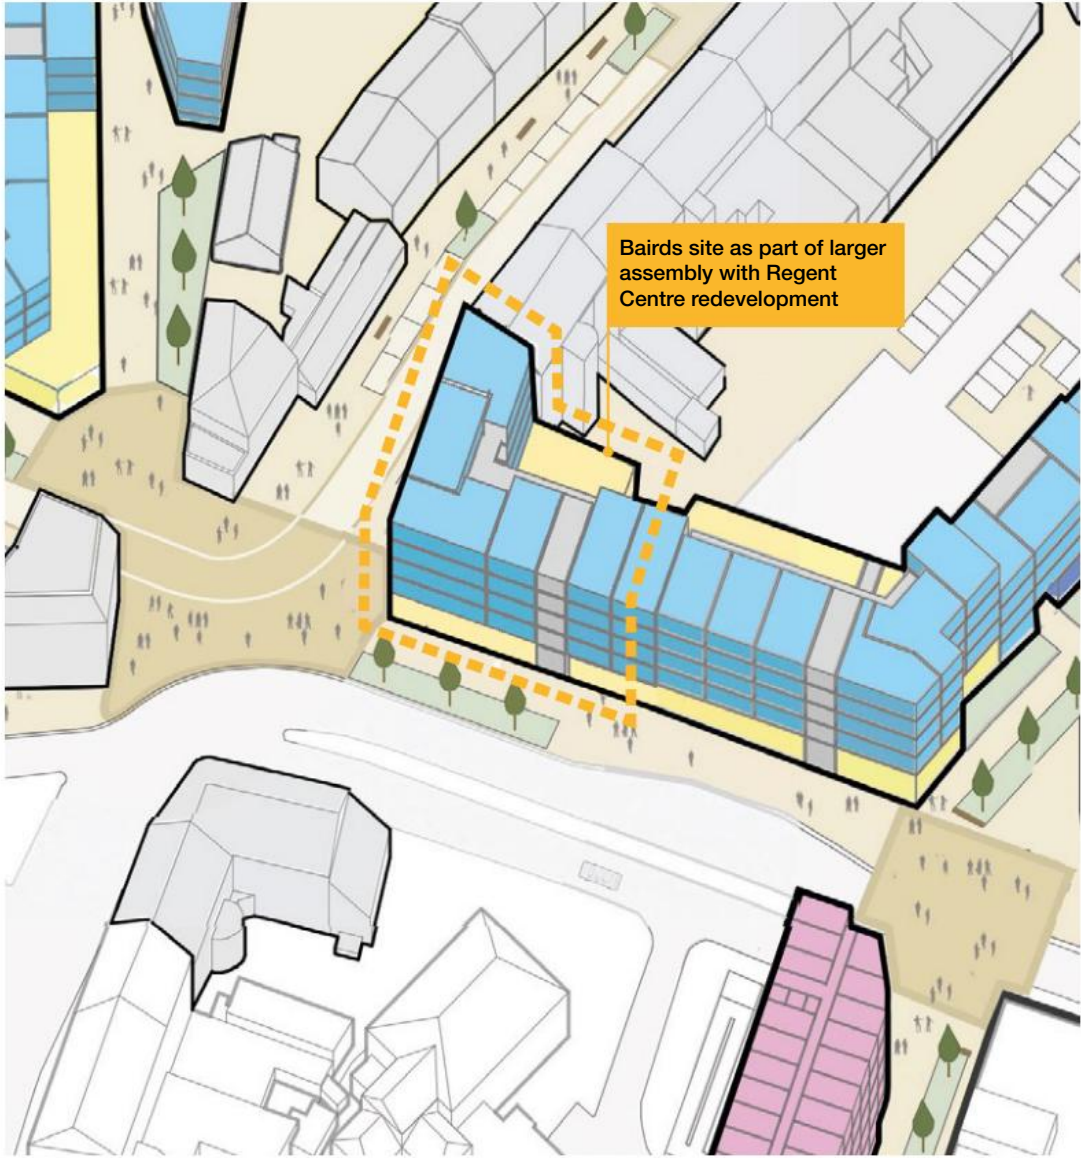 Bairds site as part of larger
assembly with Regent
Centre redevelopment